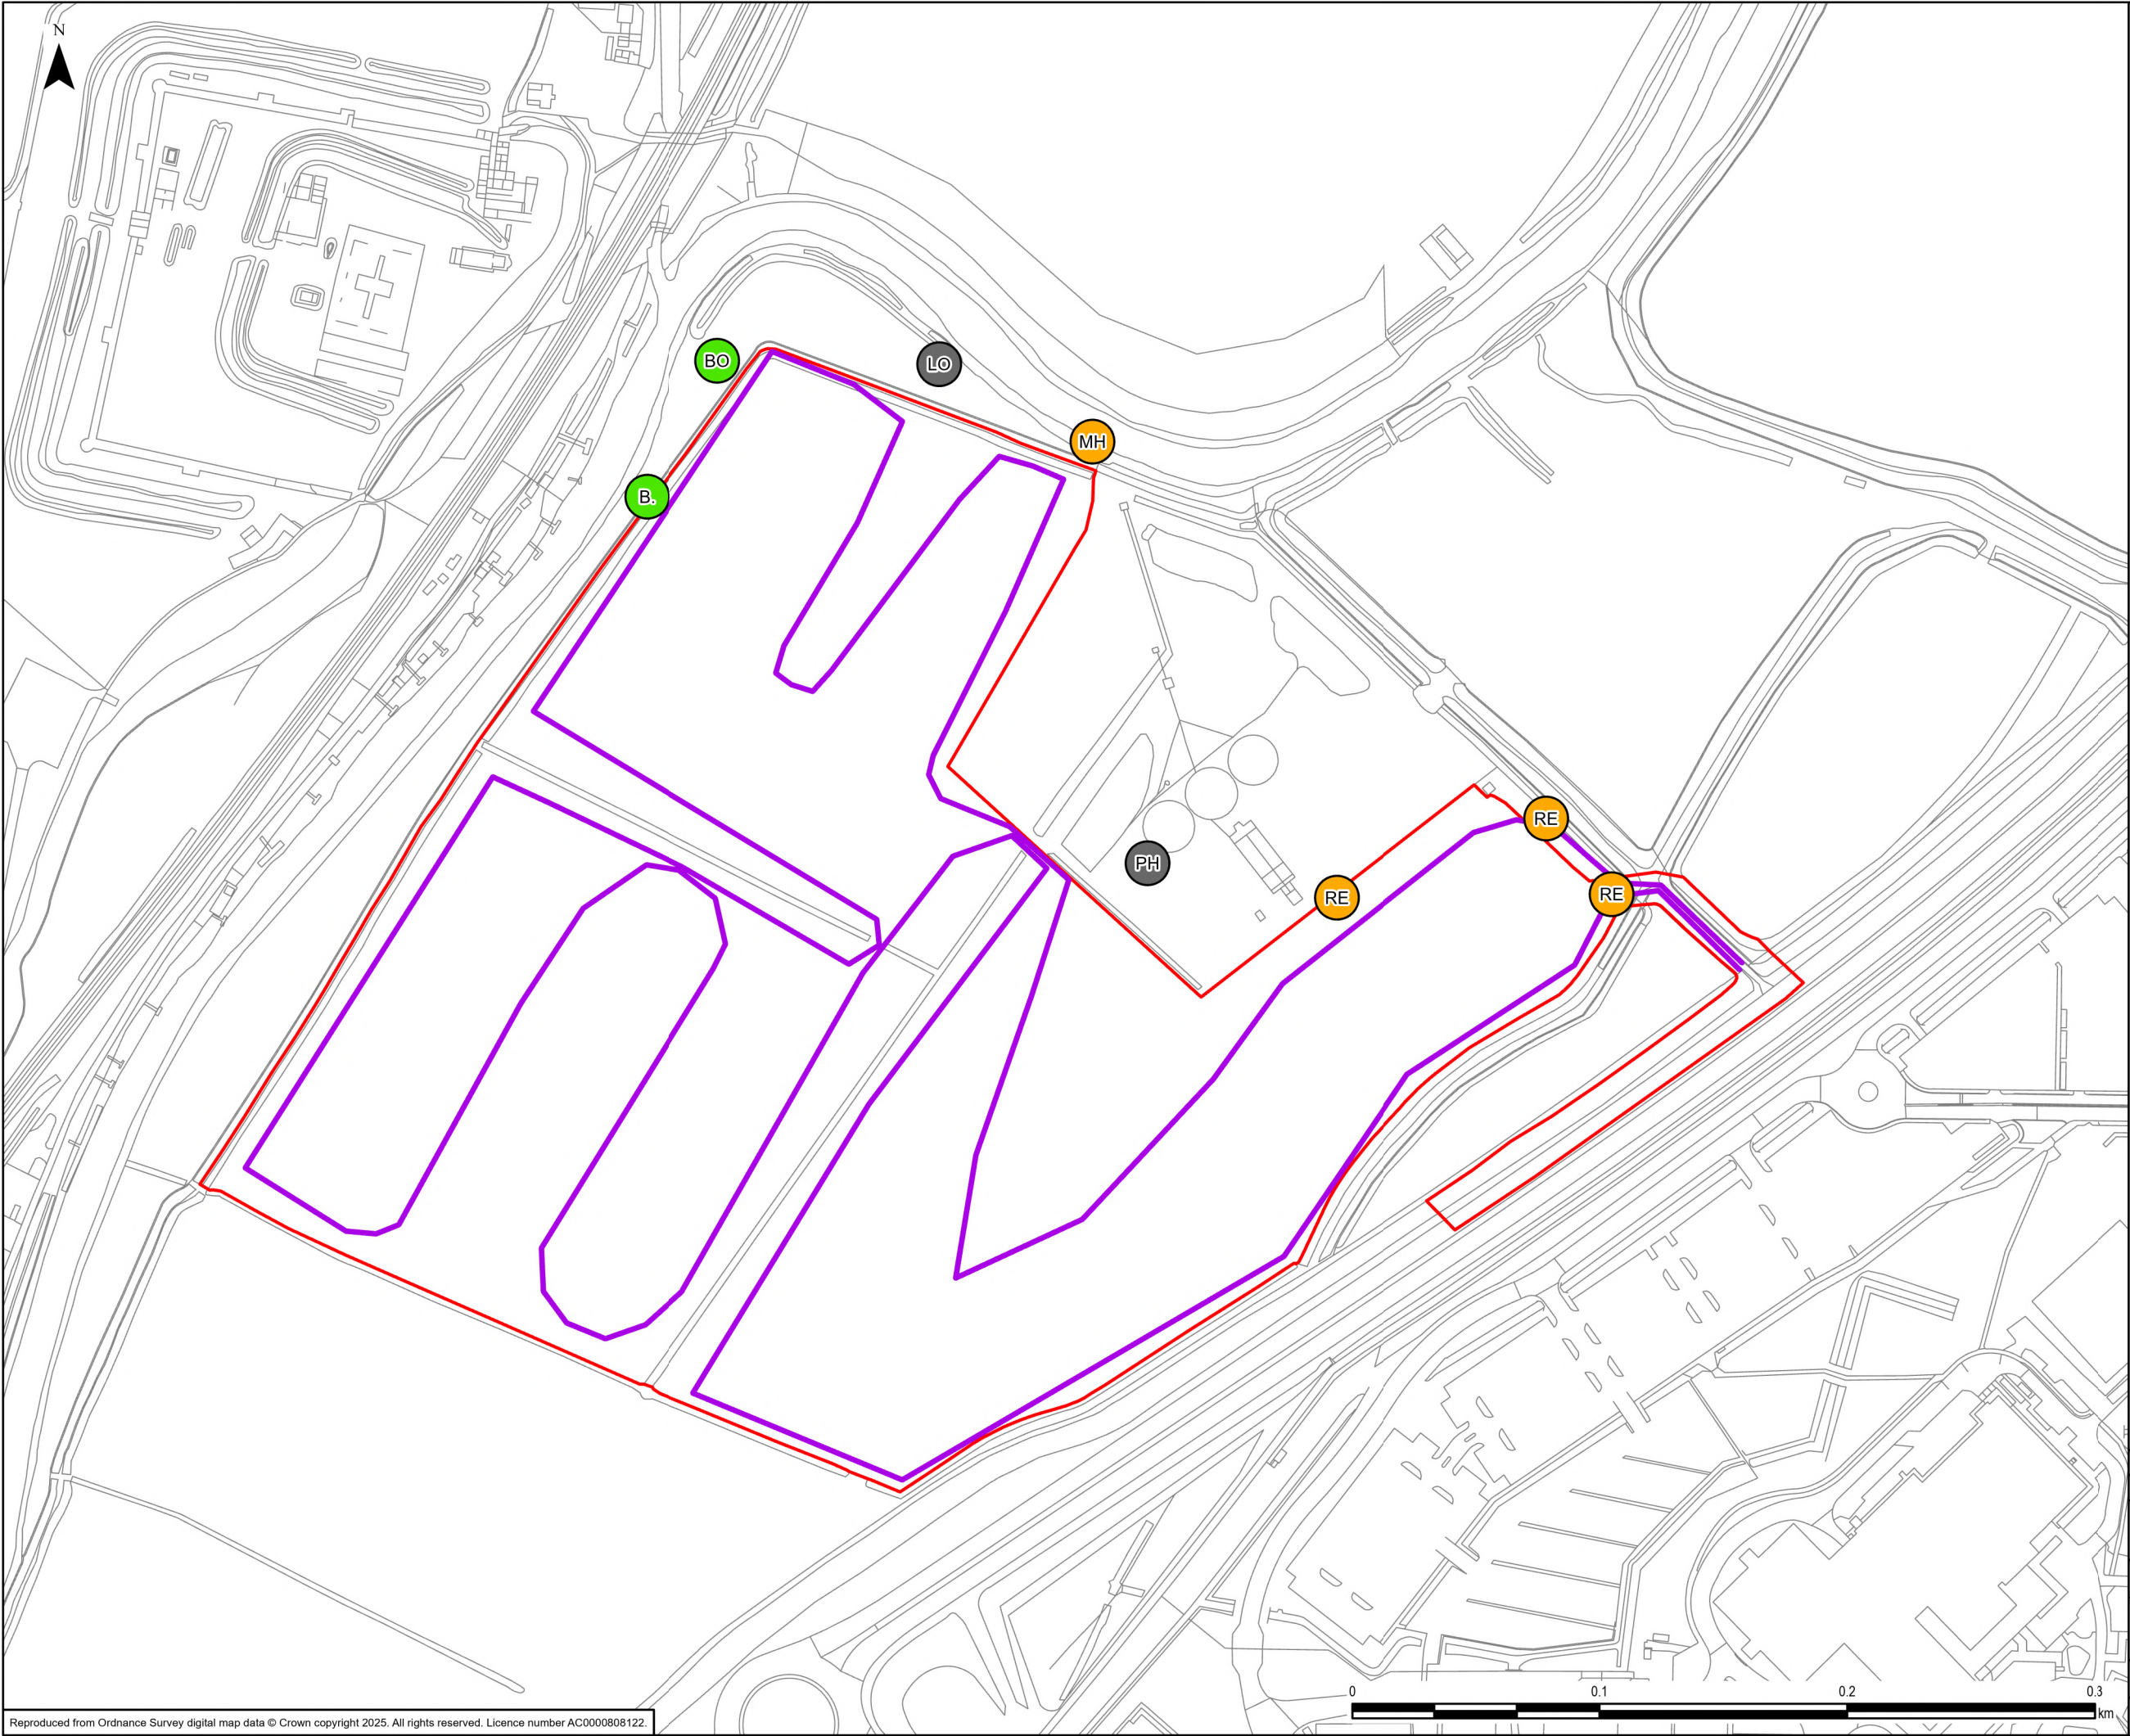 N
BO
LO
MH
B.
RE
PH
RE
RE
0 0.1 0.2 0.3
km
Reproduced from Ordnance Survey digital map data © Crown copyright 2025. All rights reserved. Licence number AC0000808122.